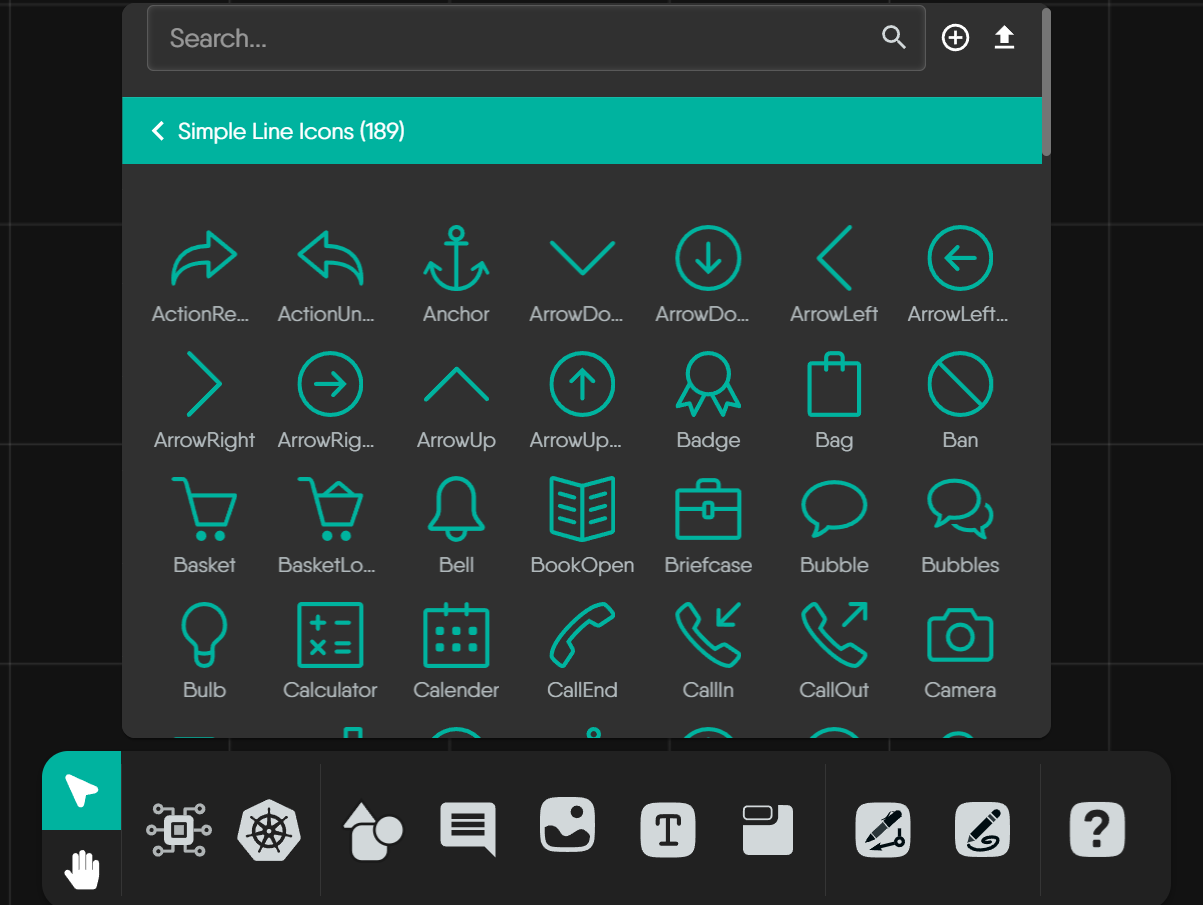 Search...
Simple Line Icons (189)
ActionRe... ActionUn... Anchor ArrowDo... ArrowDo... ArrowLeft ArrowLeft...
ArrowRight ArrowRig... ArrowUp ArrowUp... Badge Bag Ban
Basket BasketLo... Bell BookOpen Briefcase Bubble Bubbles
Bulb Calculator Calender CallEnd CallIn CallOut Camera
T ?